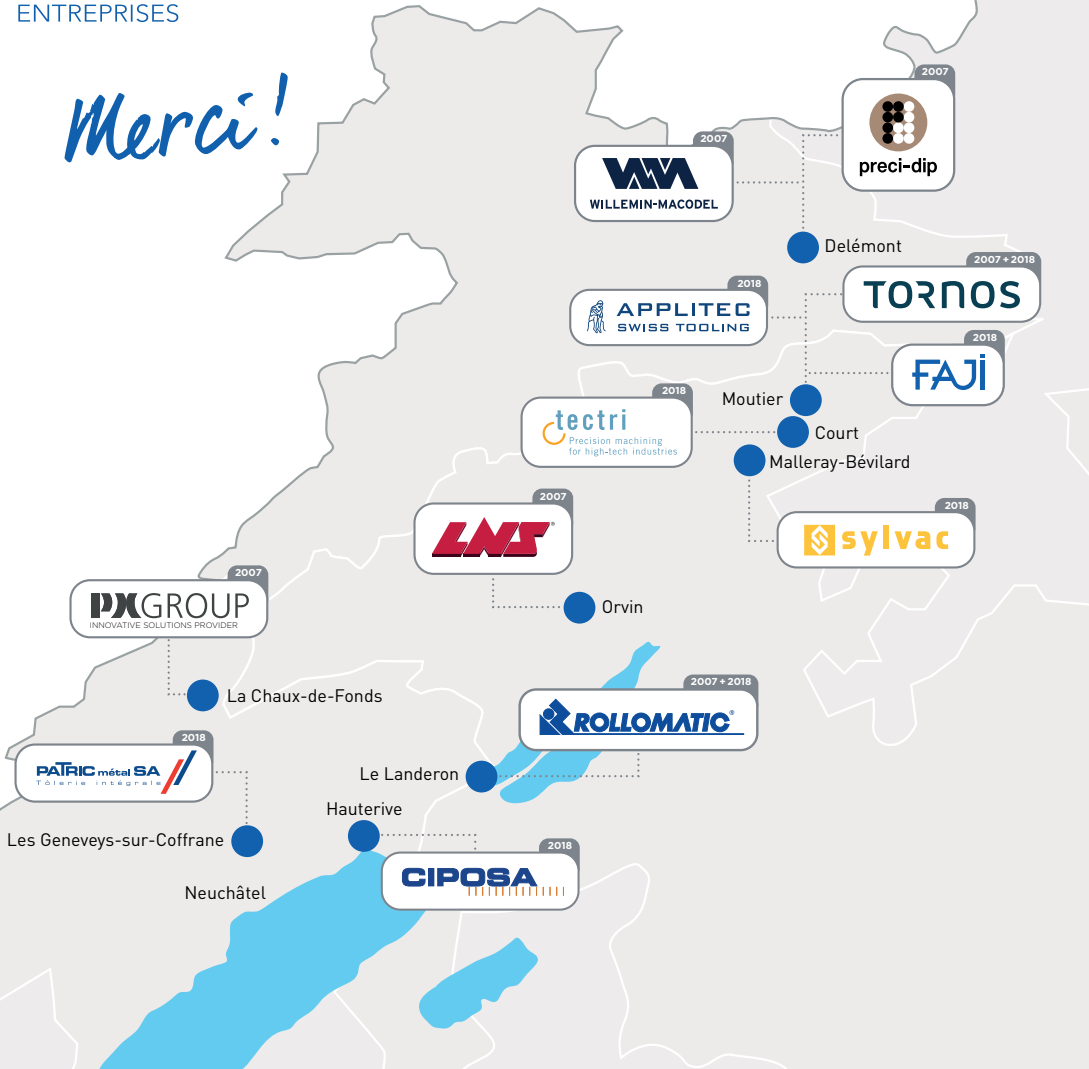 ENTREPRISES
Merci !
2007
preci-dip
2007
WILLEMIN-MACODEL
Delémont
2007 + 2018
TORNOS
2018
APPLITEC
SWISS TOOLING
2018
FAJI
Moutier
2018
tectri
Precision machining
for high-tech industries
Court
Malleray-Bévilard
2018
sylvac
2007
LNS®
Orvin
2007
PXGROUP
INNOVATIVE SOLUTIONS PROVIDER
La Chaux-de-Fonds
2007 + 2018
ROLLOMATIC®
Le Landeron
2018
PATRIC métal SA
Tôlerie intégrale
Les Geneveys-sur-Coffrane
Hauterive
2018
CIPOSA
Neuchâtel